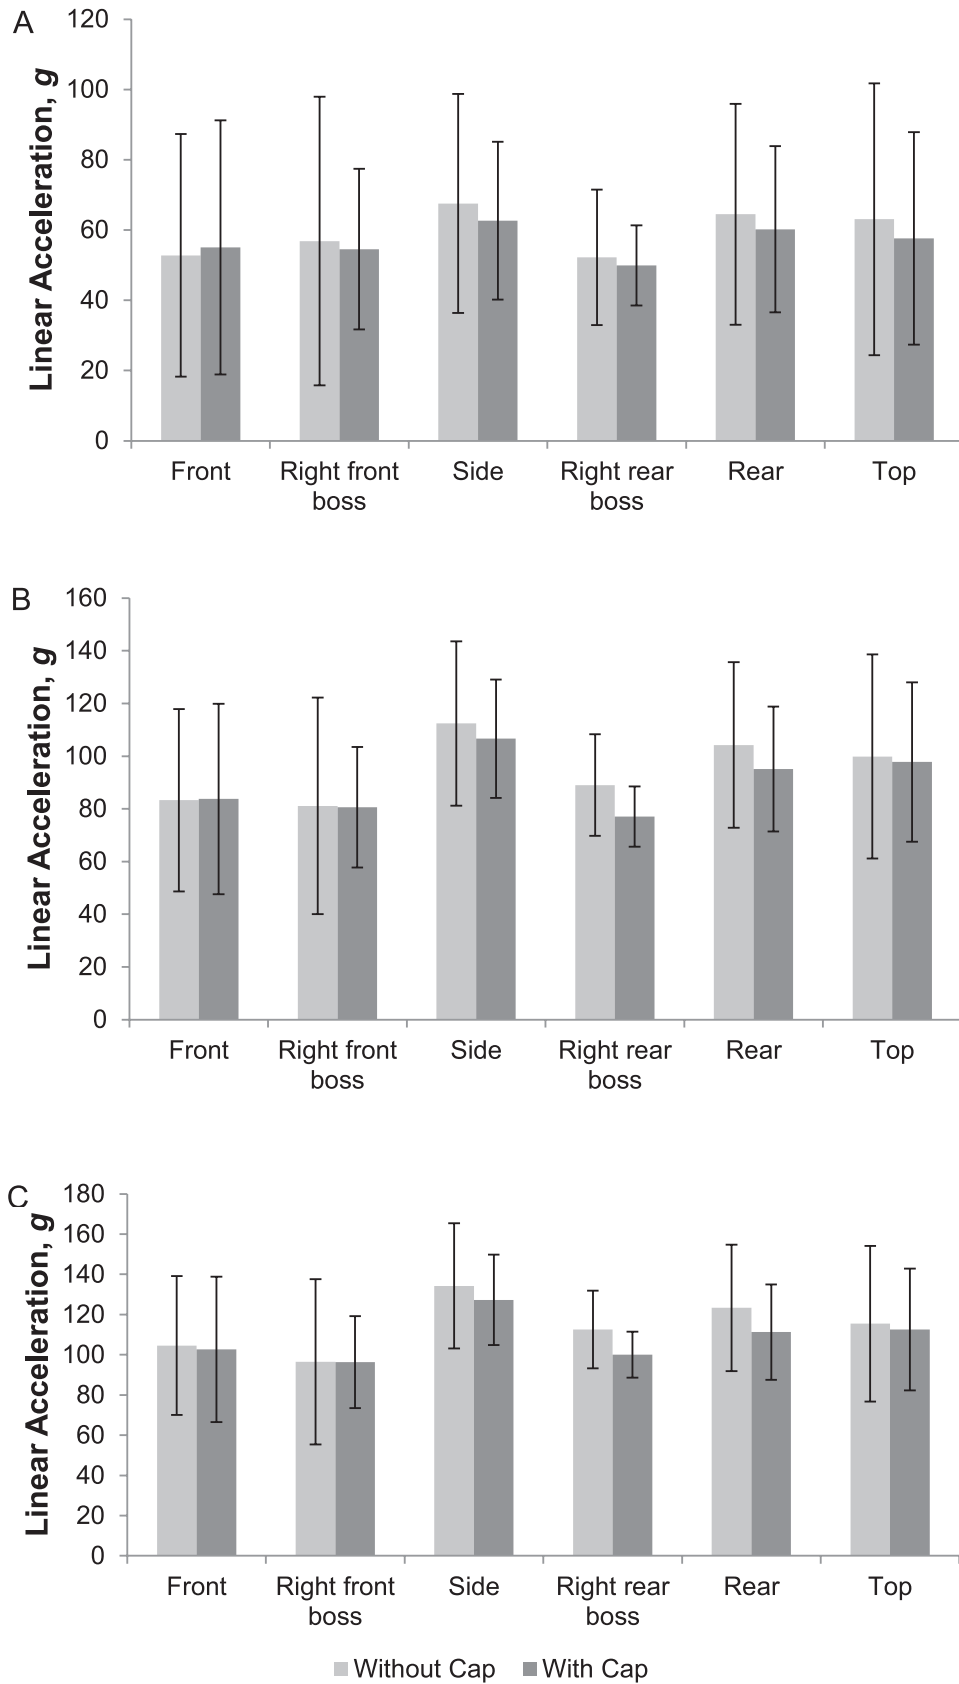 A
Linear Acceleration, g
120
100
80
60
40
20
0
Front
Right front
boss
Side
Right rear
boss
Rear
Top
B
Linear Acceleration, g
160
140
120
100
80
60
40
20
0
Front
Right front
boss
Side
Right rear
boss
Rear
Top
C
Linear Acceleration, g
180
160
140
120
100
80
60
40
20
0
Front
Right front
boss
Side
Right rear
boss
Rear
Top
Without Cap With Cap